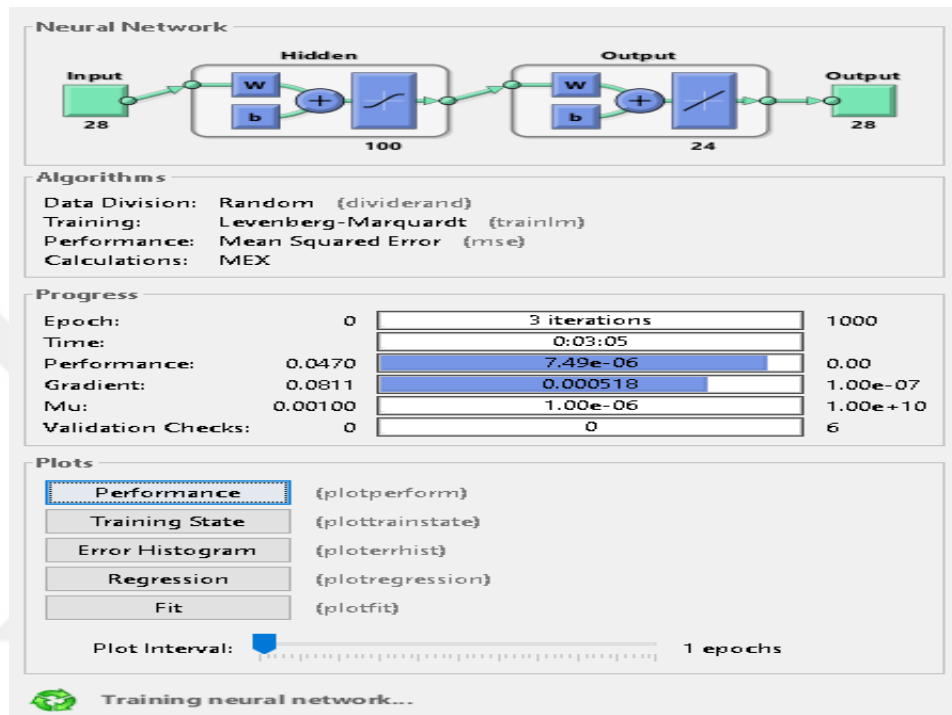 Neural Network
Hidden
Output
Input
Output
W
W
b
b
28
28
100
24
Algorithms
Data Division: Random (dividerand)
Training: Levenberg-Marquardt (trainlm)
Performance: Mean Squared Error (mse)
Calculations: MEX
Progress
Epoch: 0 3 iterations 1000
Time: 0:03:05
Performance: 0.0470 7.49e-06 0.00
Gradient: 0.0811 0.000518 1.00e-07
Mu: 0.00100 1.00e-06 1.00e+10
Validation Checks: 0 0 6
Plots
Performance (plotperform)
Training State (plottrainstate)
Error Histogram (ploterrhist)
Regression (plotregression)
Fit (plotfit)
Plot Interval: 1 epochs
Training neural network...